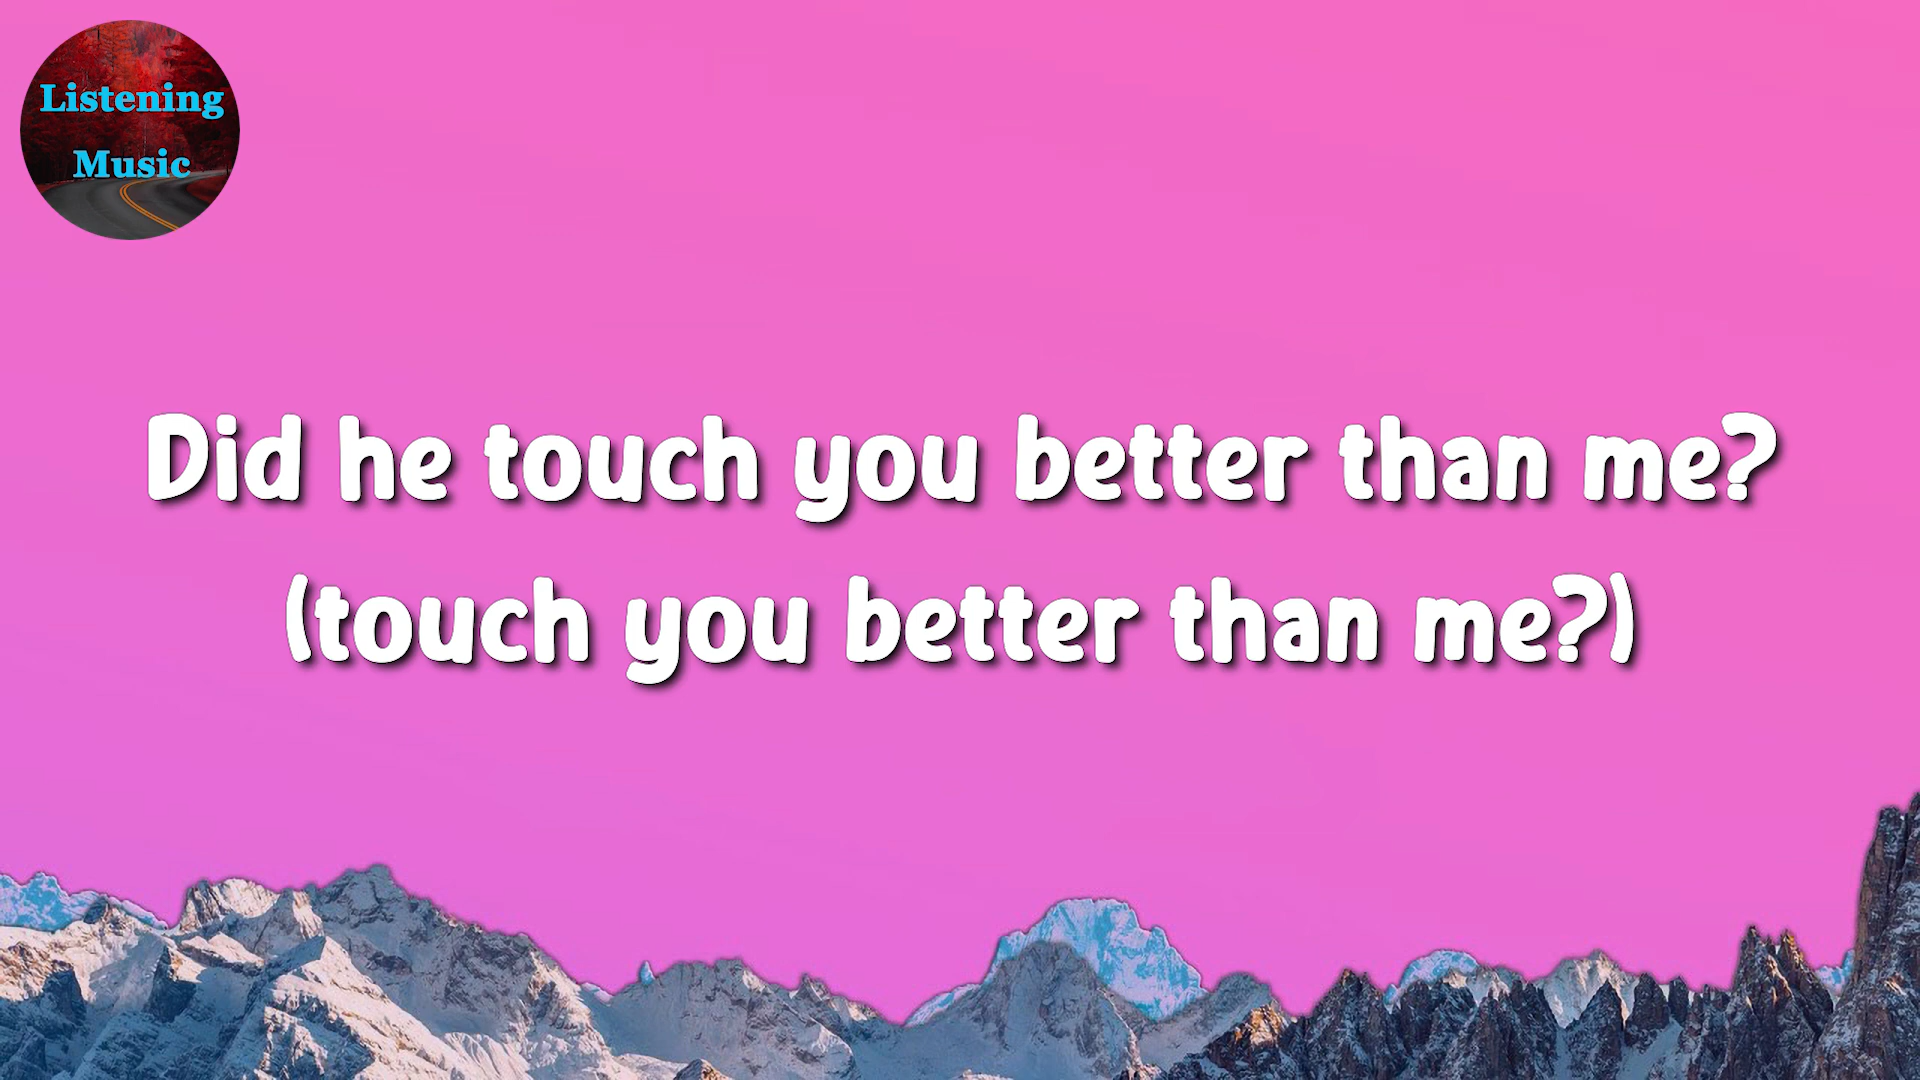 Listening
Music
Did he touch you better than me?
(touch you better than me?)